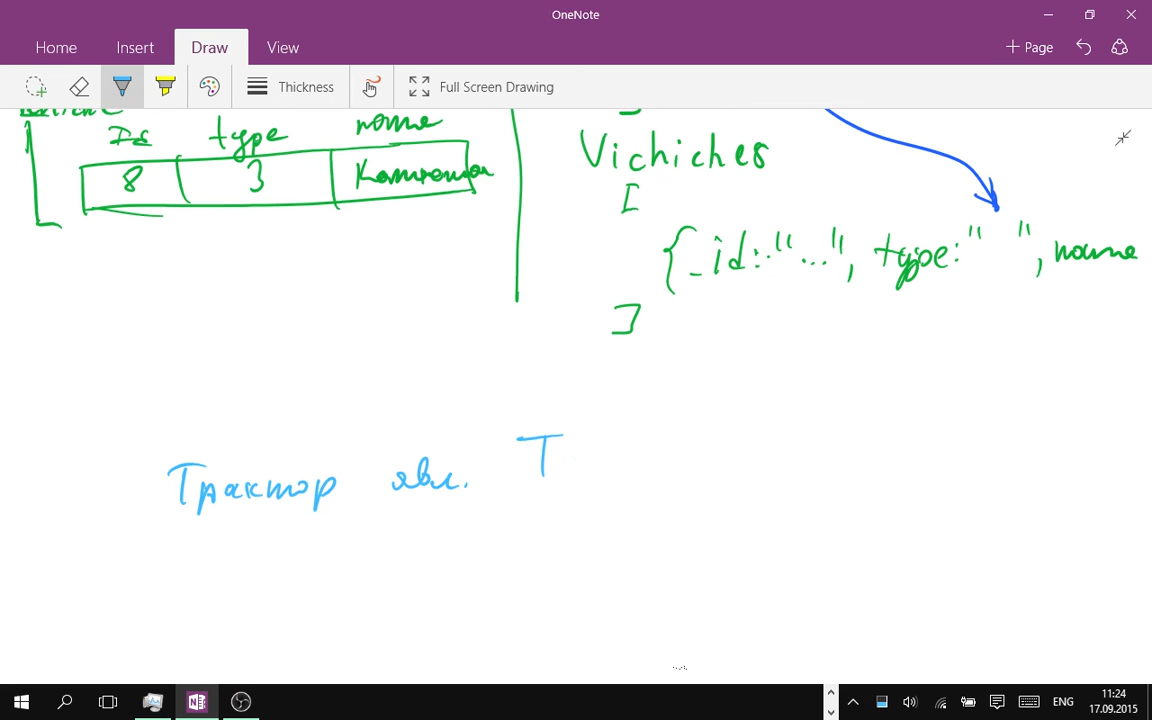 OneNote
Home Insert Draw View
Page
Thickness
Full Screen Drawing
Id type name
8 3
Vichiches
[
{_id:"...", type:" ", name
]
Трактор явл. Т
ENG
11:24
17.09.2015